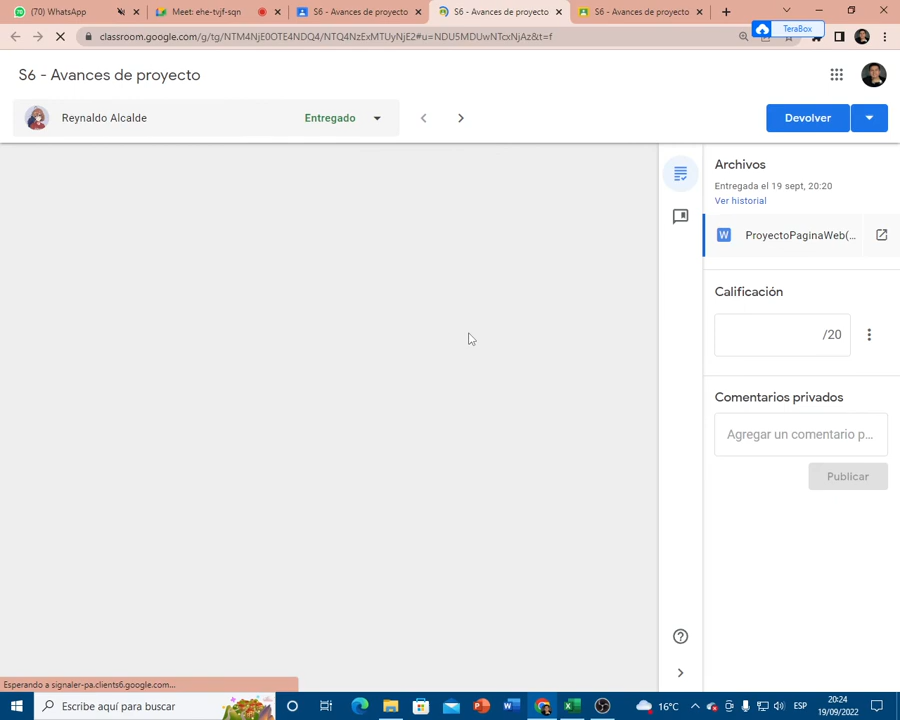 (70) WhatsApp
Meet: ehe-tvjf-sqn
S6 - Avances de proyecto
S6 - Avances de proyecto
S6 - Avances de proyecto
classroom.google.com/g/tg/NTM4NjE0OTE4NDQ4/NTQ4NzExMTUyNjE2#u=NDU5MDUwNTcxNjAz&t=f
TeraBox
S6 - Avances de proyecto
Reynaldo Alcalde
Entregado
Devolver
Archivos
Entregada el 19 sept, 20:20
Ver historial
W ProyectoPaginaWeb(...
Calificación
/20
Comentarios privados
Agregar un comentario p...
Publicar
Esperando a signaler-pa.clients6.google.com...
Escribe aquí para buscar
16°C
ESP
20:24
19/09/2022